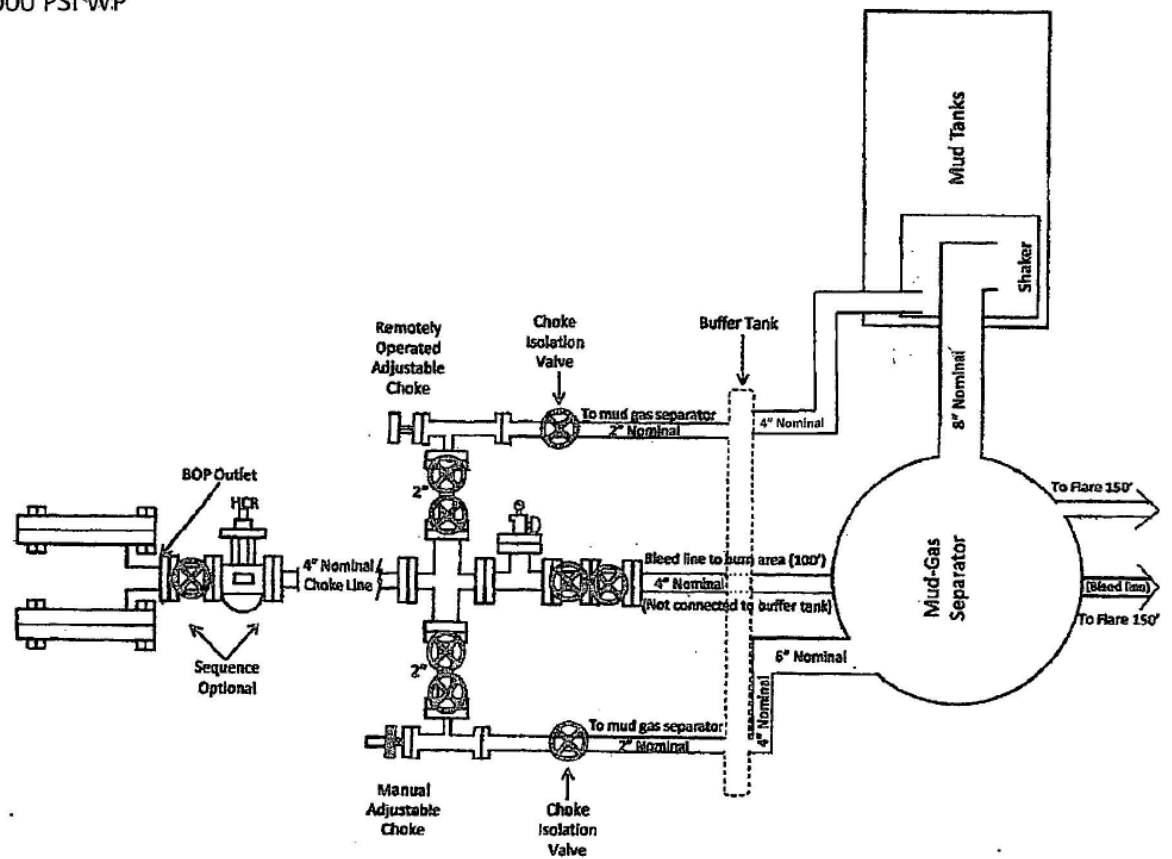 PSI WP
Mud Tanks
Shaker
Remotely
Operated
Adjustable
Choke
Choke
Isolation
Valve
Buffer Tank
To mud gas separator
2" Nominal
4" Nominal
8" Nominal
BOP Outlet
HCR
2"
To Flare 150'
4" Nominal
Choke Line
Bleed line to burn area (100')
4" Nominal
(Not connected to buffer tank)
Mud-Gas
Separator
(Bleed line)
To Flare 150'
Sequence
Optional
2"
6" Nominal
4" Nominal
To mud gas separator
2" Nominal
Manual
Adjustable
Choke
Choke
Isolation
Valve